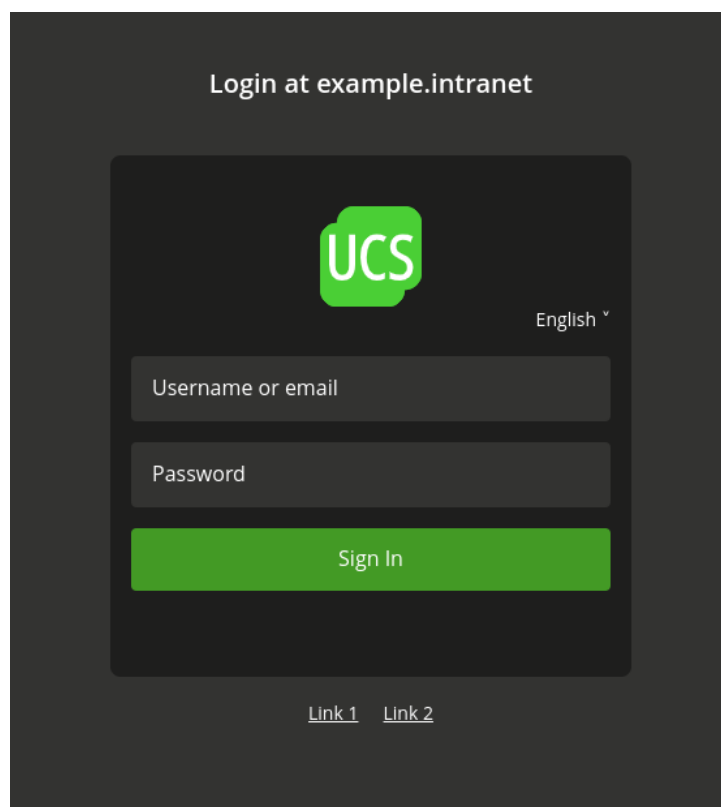 Login at example.intranet
UCS
English ˅
Username or email
Password
Sign In
Link 1 Link 2